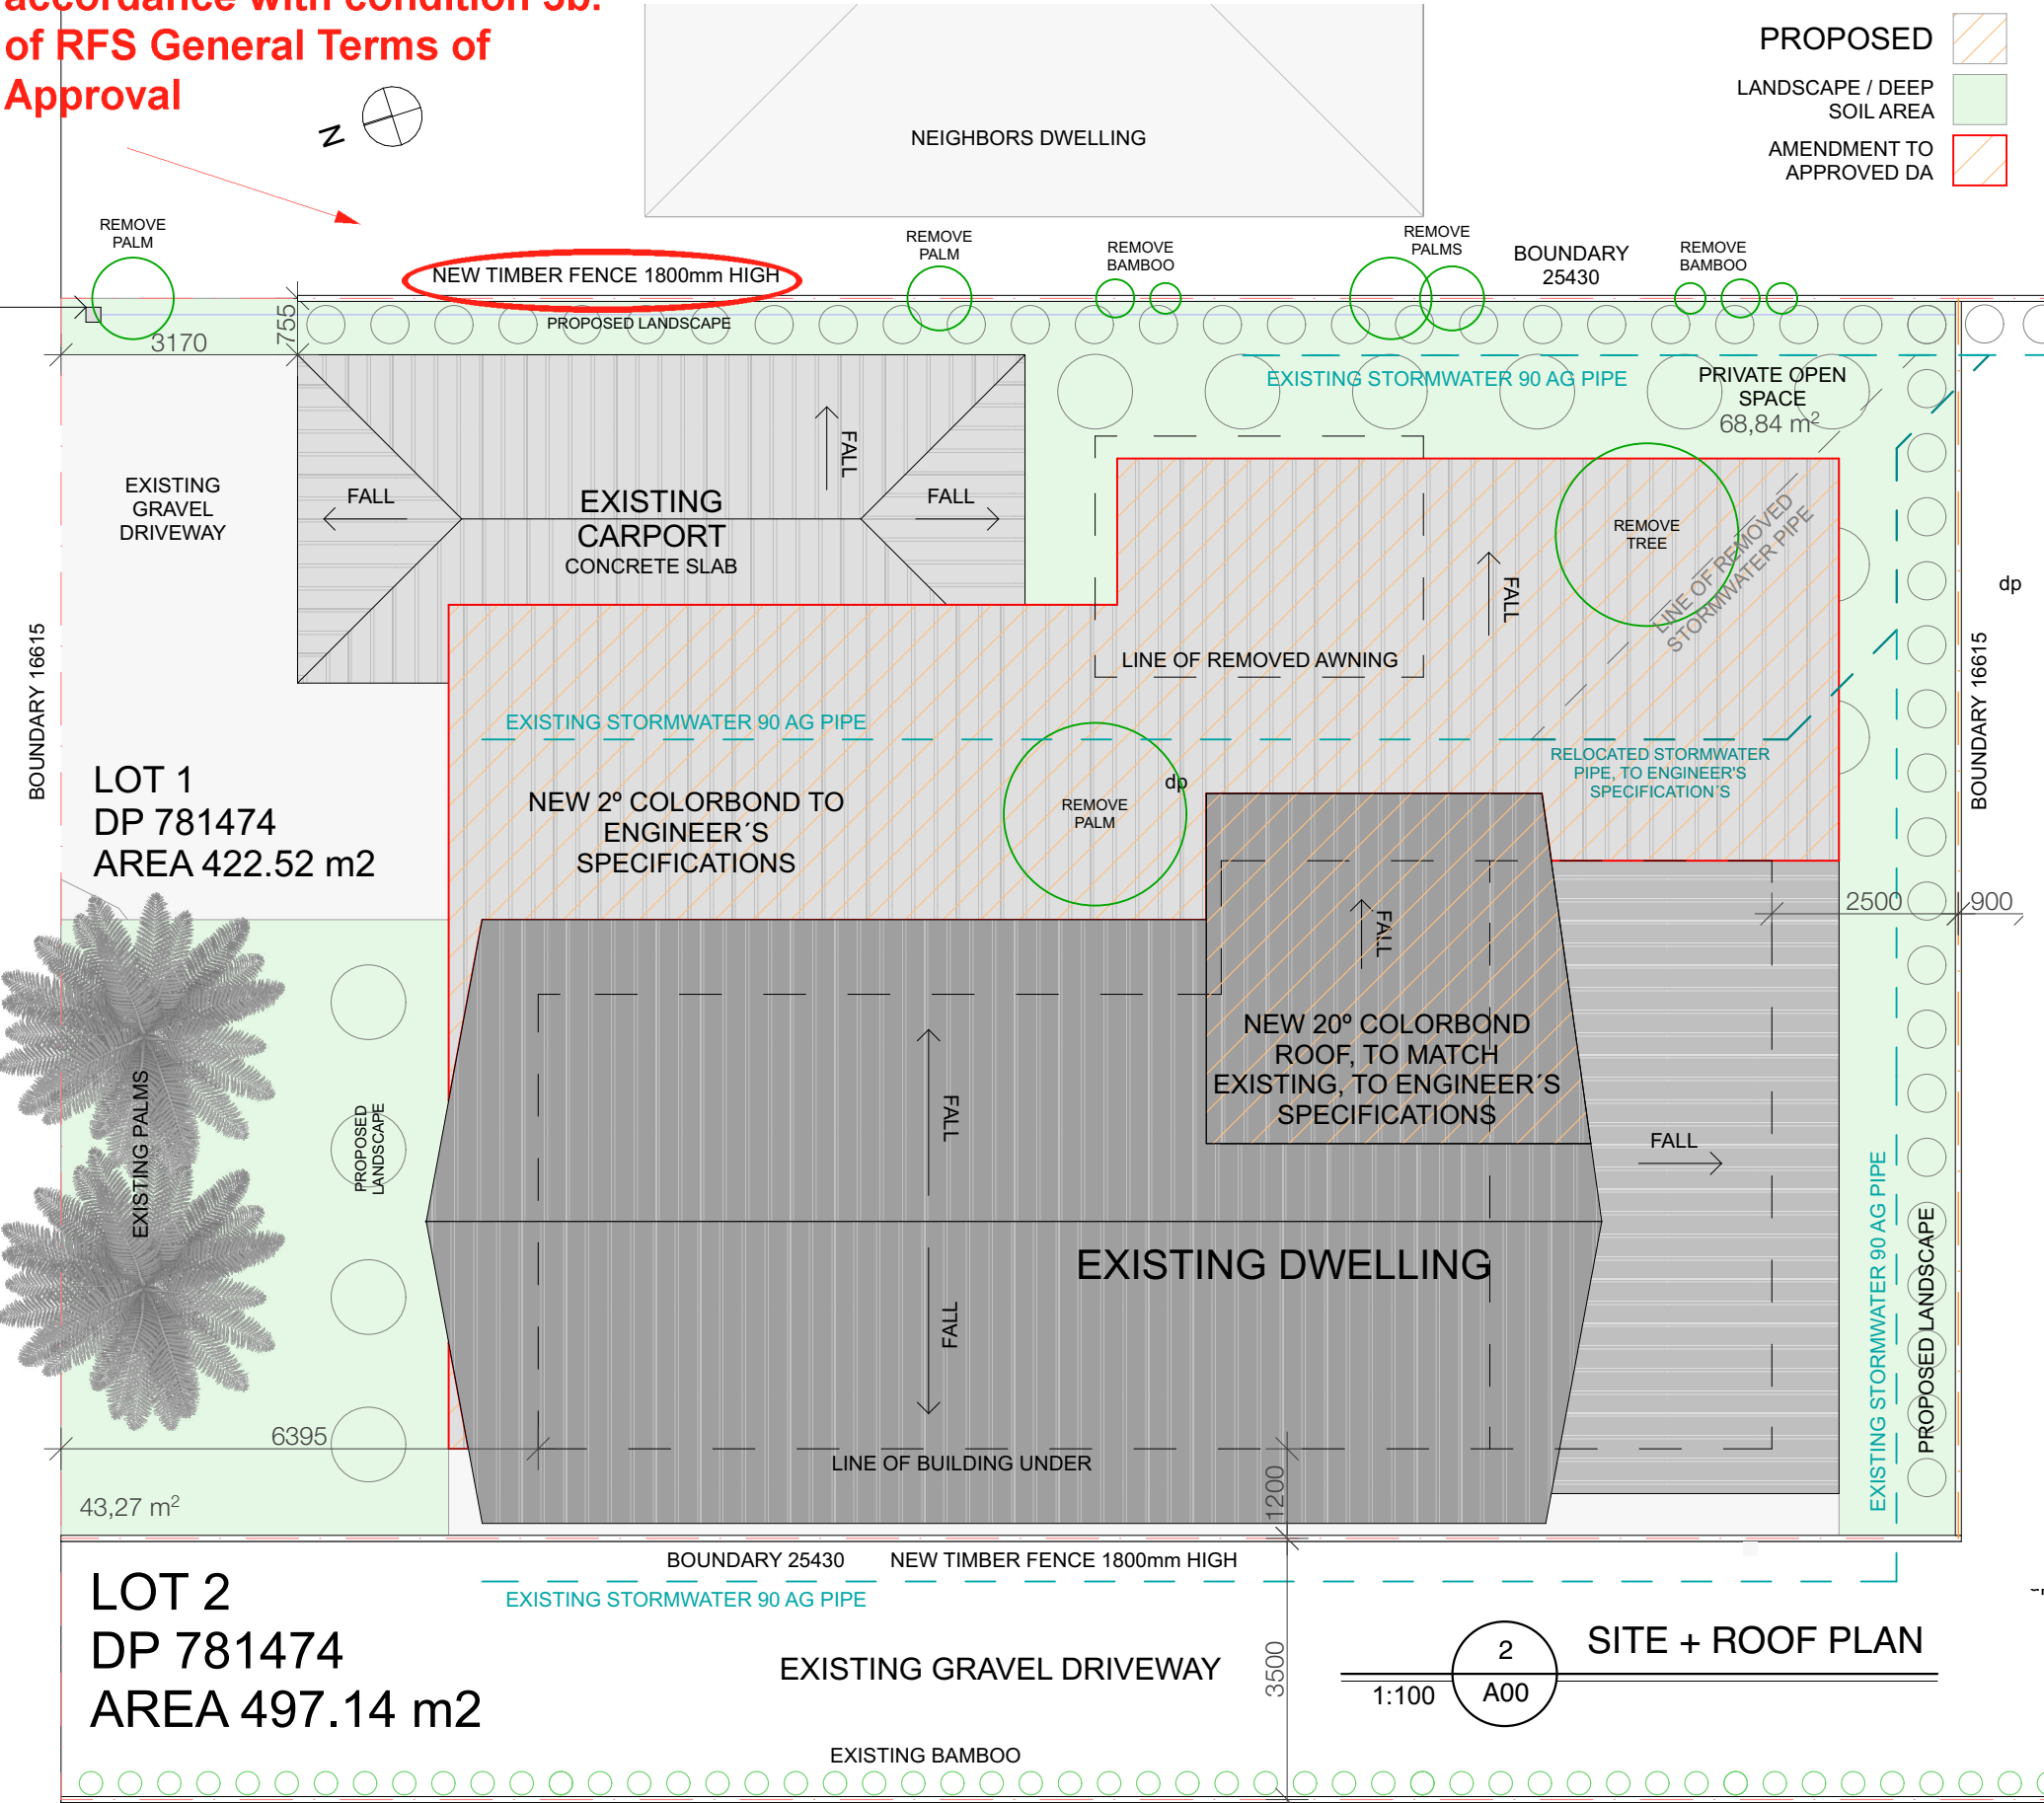 accordance with condition 5b.
of RFS General Terms of
Approval
N
NEIGHBORS DWELLING
PROPOSED
LANDSCAPE / DEEP
SOIL AREA
AMENDMENT TO
APPROVED DA
REMOVE
PALM
NEW TIMBER FENCE 1800mm HIGH
REMOVE
PALM
REMOVE
BAMBOO
REMOVE
PALMS
BOUNDARY
25430
REMOVE
BAMBOO
PROPOSED LANDSCAPE
755
3170
EXISTING STORMWATER 90 AG PIPE
PRIVATE OPEN
SPACE
68,84 m²
EXISTING
GRAVEL
DRIVEWAY
FALL
EXISTING
CARPORT
CONCRETE SLAB
FALL
FALL
REMOVE
TREE
LINE OF REMOVED
STORMWATER PIPE
FALL
dp
BOUNDARY 16615
LINE OF REMOVED AWNING
BOUNDARY 16615
EXISTING STORMWATER 90 AG PIPE
RELOCATED STORMWATER
PIPE, TO ENGINEER'S
SPECIFICATION´S
LOT 1
DP 781474
AREA 422.52 m2
NEW 2º COLORBOND TO
ENGINEER´S
SPECIFICATIONS
dp
REMOVE
PALM
2500
900
FALL
NEW 20º COLORBOND
ROOF, TO MATCH
EXISTING, TO ENGINEER´S
SPECIFICATIONS
EXISTING PALMS
PROPOSED
LANDSCAPE
FALL
FALL
EXISTING DWELLING
FALL
EXISTING STORMWATER 90 AG PIPE
PROPOSED LANDSCAPE
6395
LINE OF BUILDING UNDER
1200
43,27 m²
BOUNDARY 25430
NEW TIMBER FENCE 1800mm HIGH
EXISTING STORMWATER 90 AG PIPE
LOT 2
DP 781474
AREA 497.14 m2
EXISTING GRAVEL DRIVEWAY
3500
2
A00
1:100
SITE + ROOF PLAN
EXISTING BAMBOO